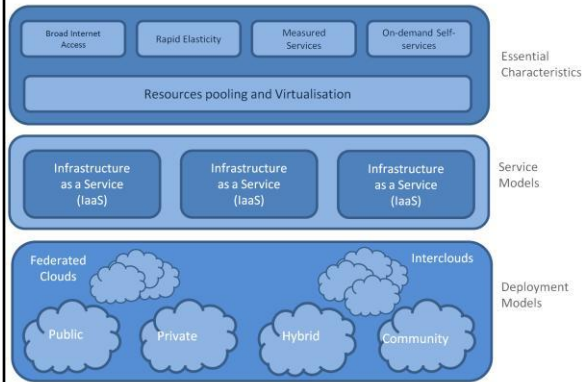 Broad Internet
Access
Rapid Elasticity
Measured
Services
On-demand Self-
services
Resources pooling and Virtualisation
Essential
Characteristics
Infrastructure
as a Service
(IaaS)
Infrastructure
as a Service
(IaaS)
Infrastructure
as a Service
(IaaS)
Service
Models
Federated
Clouds
Interclouds
Public
Private
Hybrid
Community
Deployment
Models